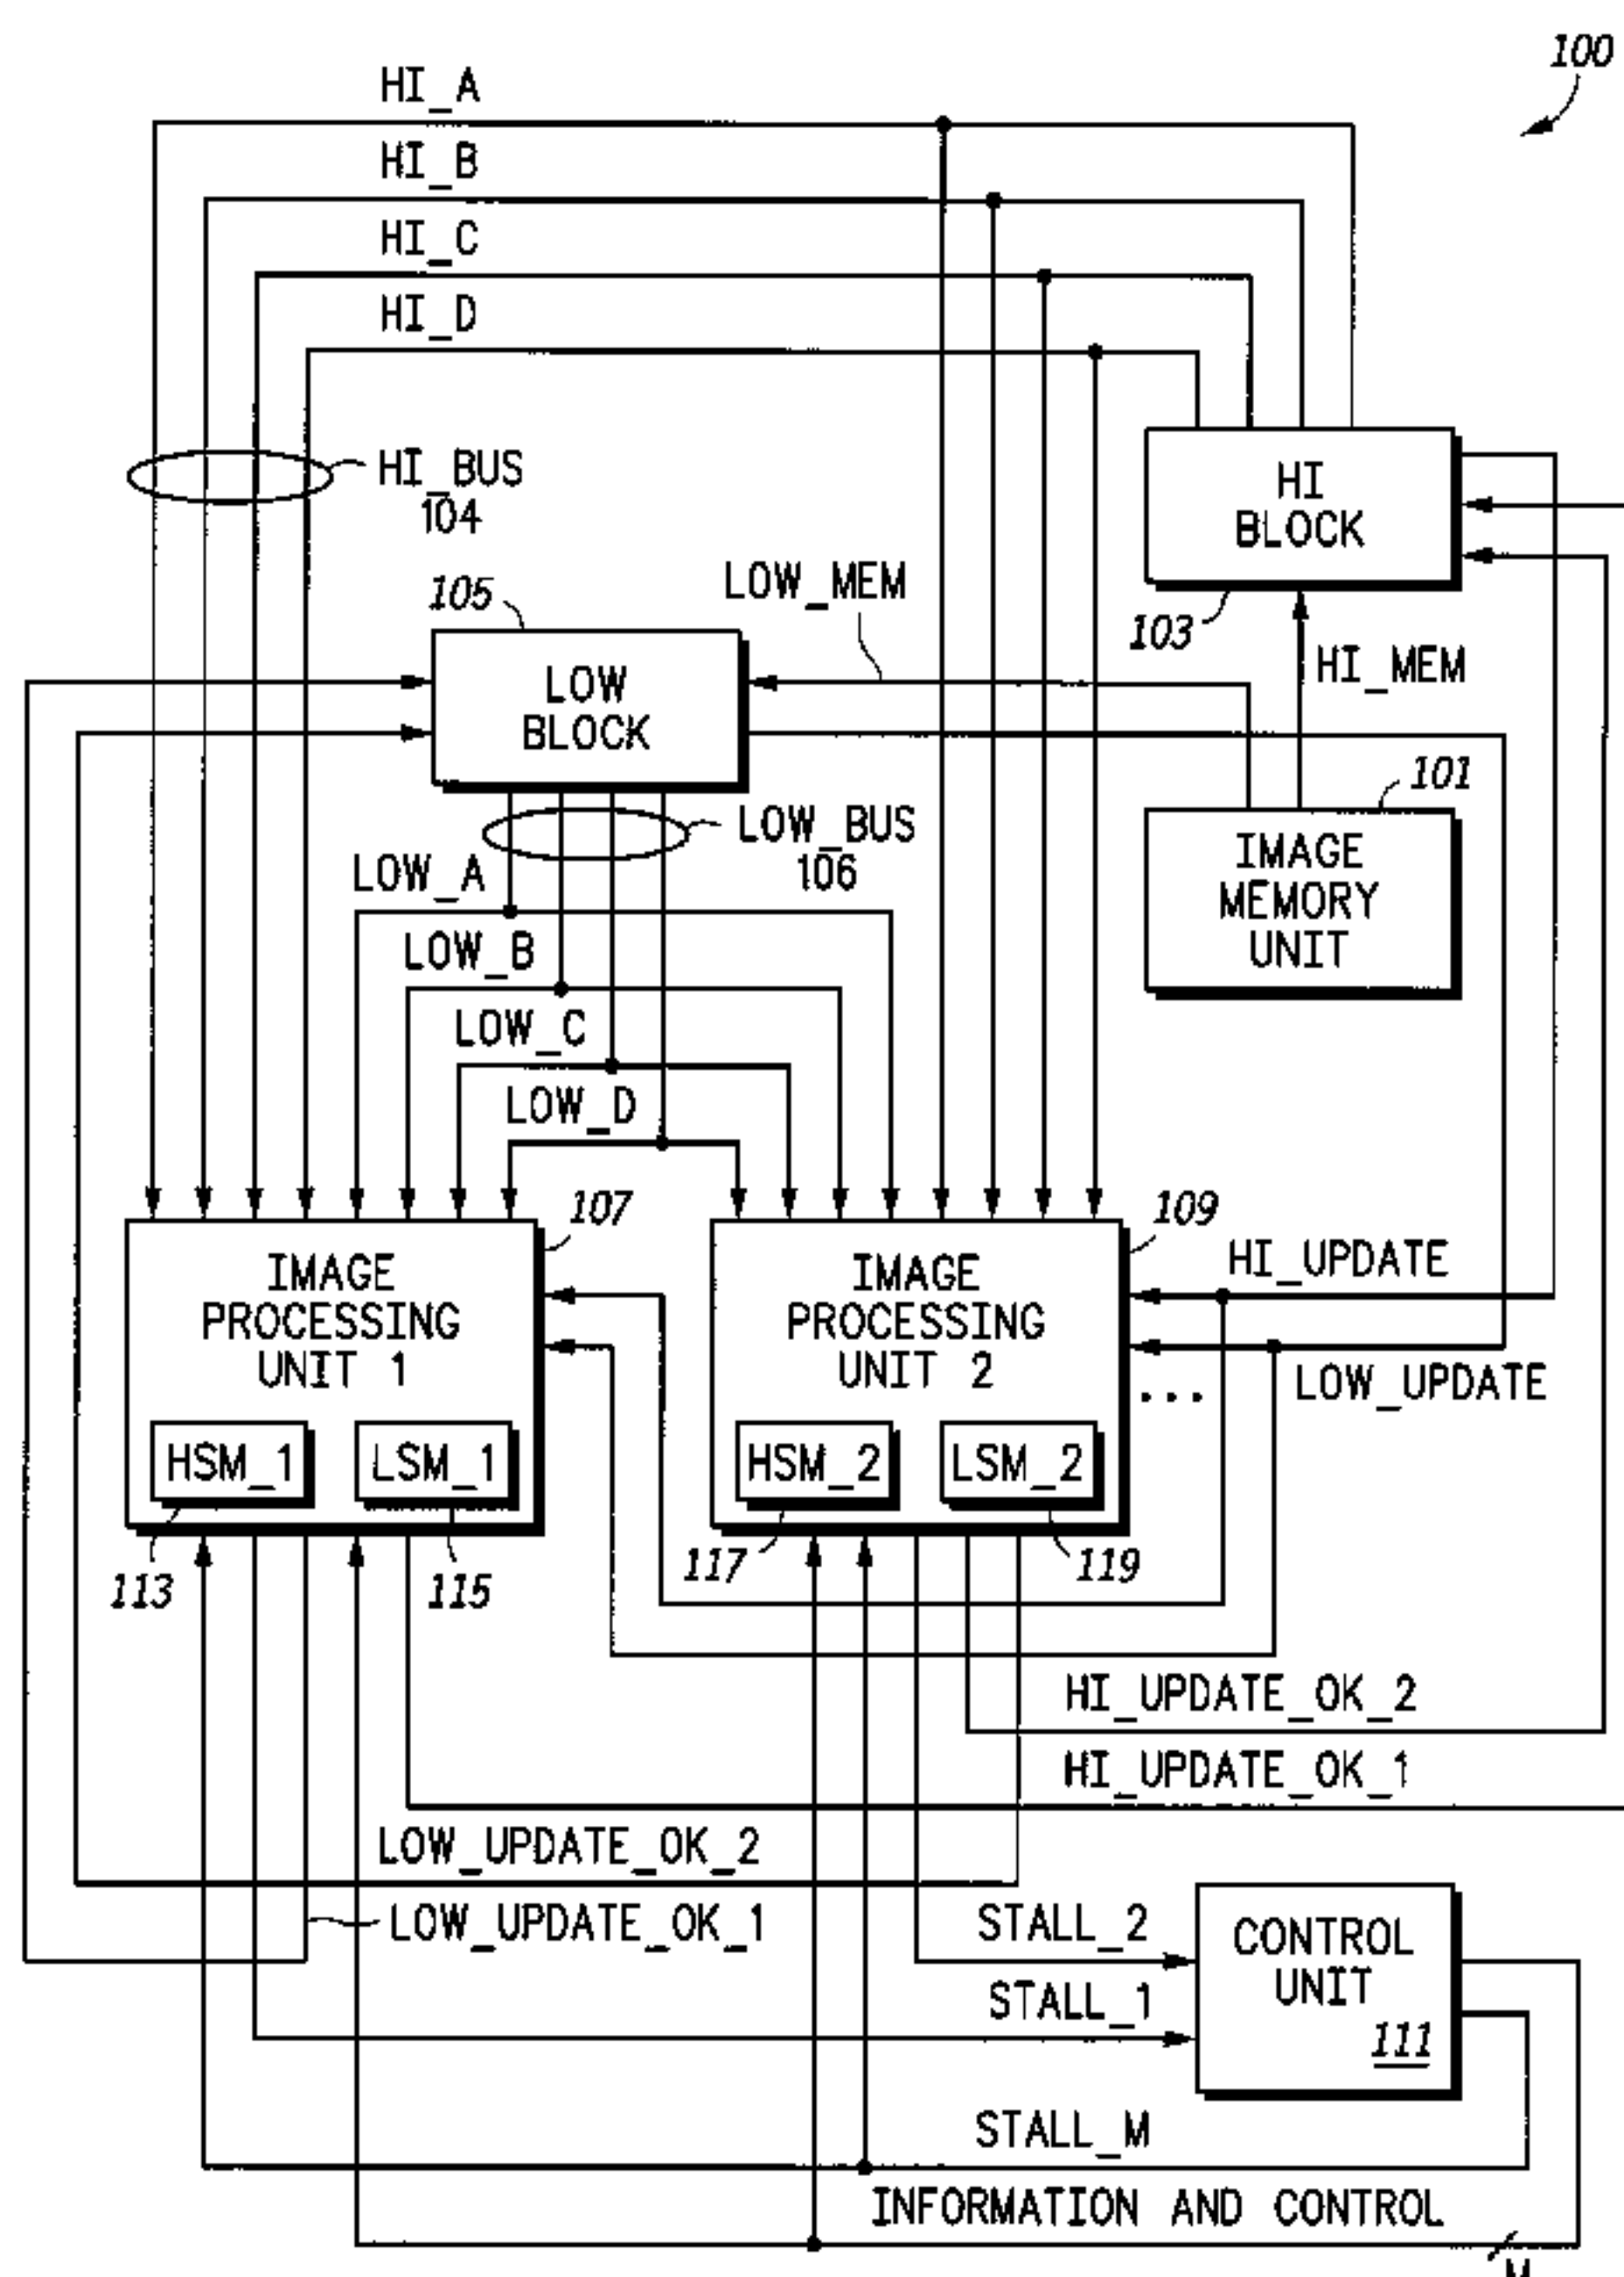 100
HI_A
HI_B
HI_C
HI_D
HI_BUS
104
HI
BLOCK
103
105
LOW_MEM
HI_MEM
LOW
BLOCK
101
LOW_BUS
106
IMAGE
MEMORY
UNIT
LOW_A
LOW_B
LOW_C
LOW_D
107
109
IMAGE
PROCESSING
UNIT 1
IMAGE
PROCESSING
UNIT 2
HI_UPDATE
LOW_UPDATE
...
HSM_1
LSM_1
HSM_2
LSM_2
113
115
117
119
HI_UPDATE_OK_2
HI_UPDATE_OK_1
LOW_UPDATE_OK_2
LOW_UPDATE_OK_1
STALL_2
STALL_1
CONTROL
UNIT
111
STALL_M
INFORMATION AND CONTROL